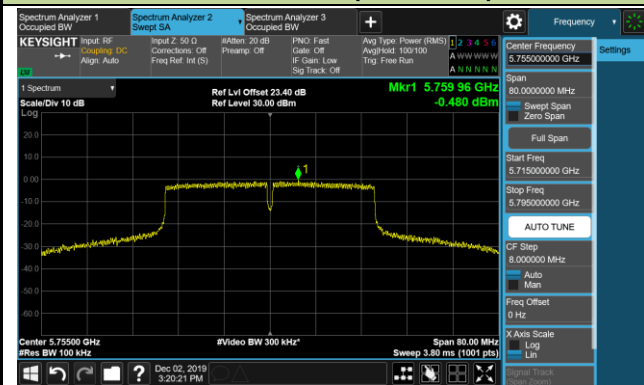 Spectrum Analyzer 1
Occupied BW
Spectrum Analyzer 2
Swept SA
Spectrum Analyzer 3
Occupied BW
Frequency
KEYSIGHT
Input: RF
Coupling: DC
Align: Auto
Input Z: 50 Ω
Corrections: Off
Freq Ref: Int (S)
#Atten: 20 dB
Preamp: Off
PNO: Fast
Gate: Off
IF Gain: Low
Sig Track: Off
Avg Type: Power (RMS)
Avg|Hold: 100/100
Trig: Free Run
1 2 3 4 5 6
A W W W W W
A N N N N N
1 Spectrum
Scale/Div 10 dB
Ref Lvl Offset 23.40 dB
Ref Level 30.00 dBm
Mkr1 5.759 96 GHz
-0.480 dBm
Log
20.0
10.0
0.00
-10.0
-20.0
-30.0
-40.0
-50.0
-60.0
1
Center 5.75500 GHz
#Res BW 100 kHz
#Video BW 300 kHz*
Span 80.00 MHz
Sweep 3.80 ms (1001 pts)
Dec 02, 2019
3:20:21 PM
Center Frequency
5.755000000 GHz
Span
80.0000000 MHz
Swept Span
Zero Span
Full Span
Start Freq
5.715000000 GHz
Stop Freq
5.795000000 GHz
AUTO TUNE
CF Step
8.000000 MHz
Auto
Man
Freq Offset
0 Hz
X Axis Scale
Log
Lin
Signal Track
(Span Zoom)
Settings